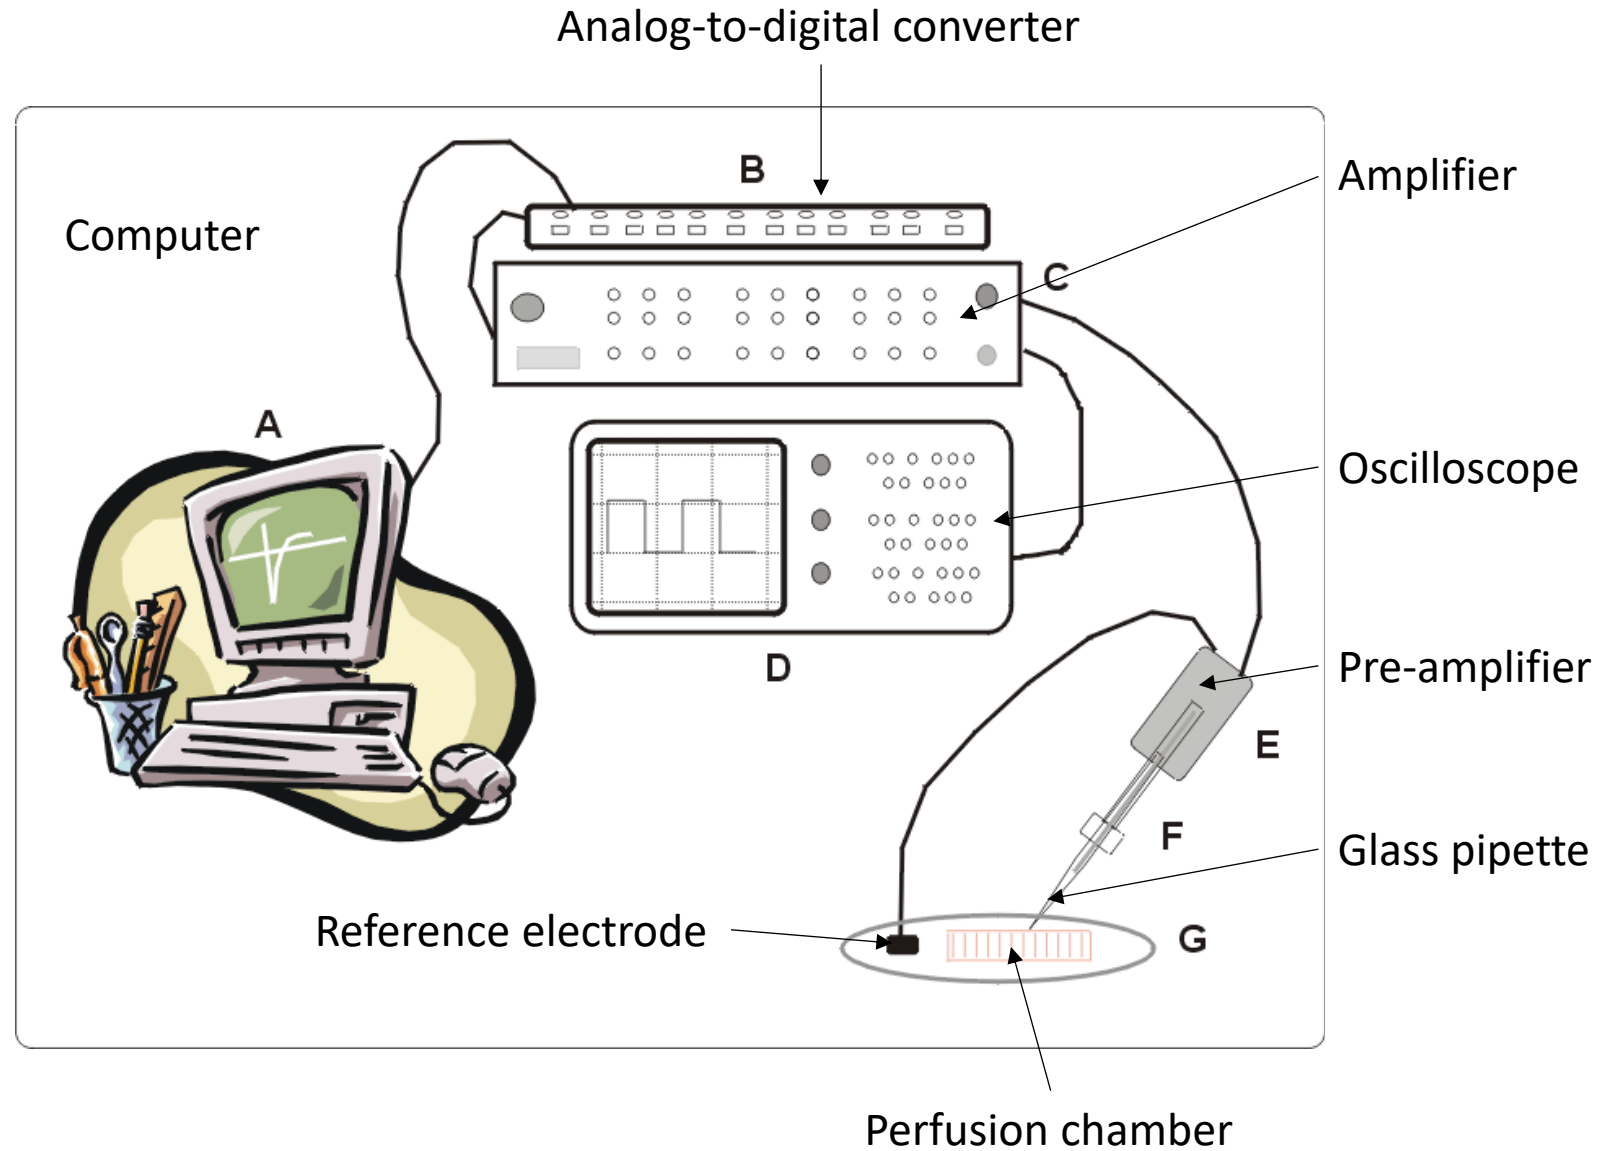 Analog-to-digital converter
B
Amplifier
Computer
C
A
Oscilloscope
D
Pre-amplifier
E
F
Glass pipette
Reference electrode
G
Perfusion chamber